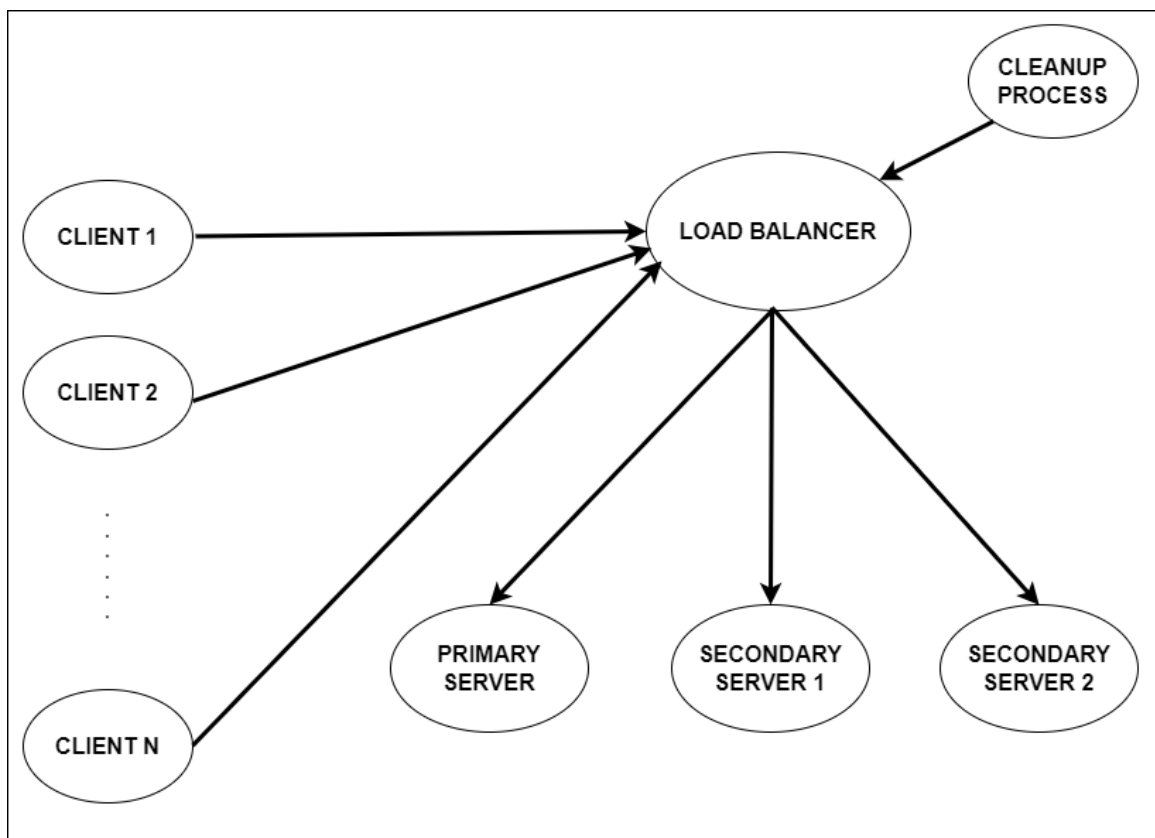 CLEANUP
PROCESS
CLIENT 1
LOAD BALANCER
CLIENT 2
PRIMARY
SERVER
SECONDARY
SERVER 1
SECONDARY
SERVER 2
CLIENT N